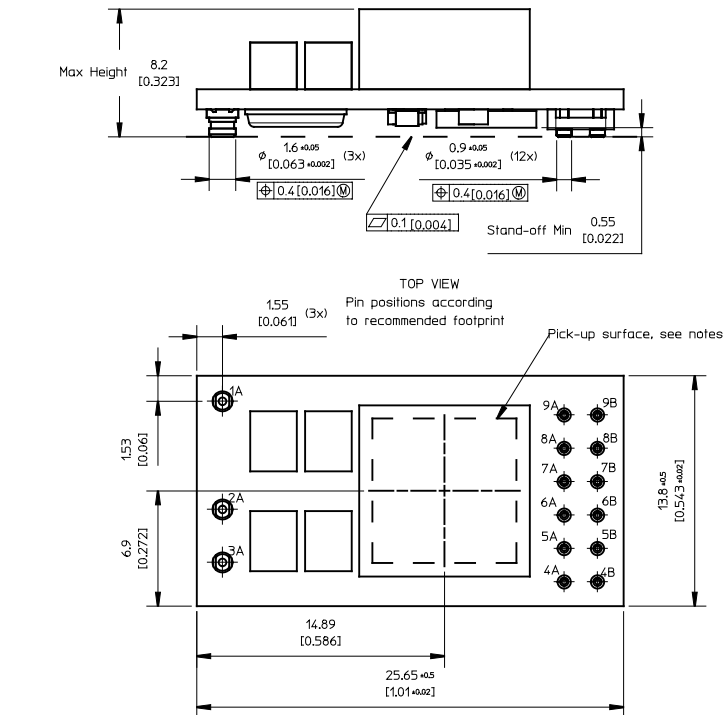 Max Height
8.2
[0.323]
ø 1.6 ±0.05 (3x)
[0.063 ±0.002]
⌖ 0.4 [0.016] Ⓜ
ø 0.9 ±0.05 (12x)
[0.035 ±0.002]
⌖ 0.4 [0.016] Ⓜ
⏥ 0.1 [0.004]
Stand-off Min
0.55
[0.022]
TOP VIEW
Pin positions according
to recommended footprint
1.55
[0.061]
(3x)
Pick-up surface, see notes
1A
2A
3A
9A 9B
8A 8B
7A 7B
6A 6B
5A 5B
4A 4B
1.53
[0.06]
6.9
[0.272]
13.8 ±0.5
[0.543 ±0.02]
14.89
[0.586]
25.65 ±0.5
[1.01 ±0.02]